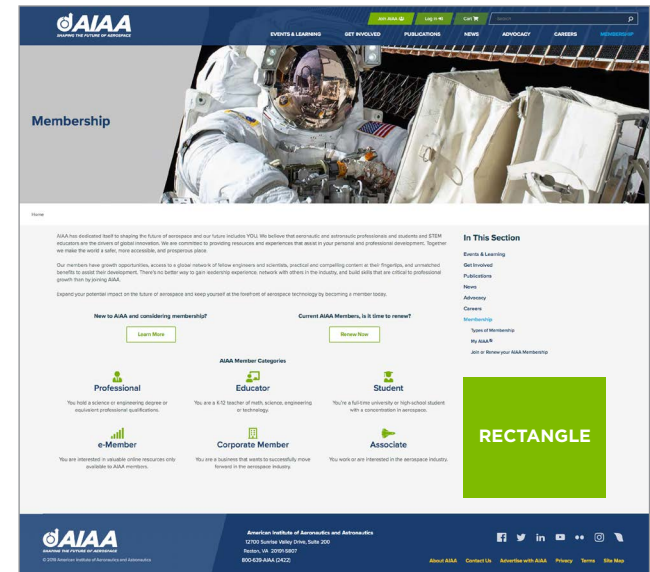 AIAA
SHAPING THE FUTURE OF AEROSPACE
Join AIAA
Log in
Cart
Search
EVENTS & LEARNING
GET INVOLVED
PUBLICATIONS
NEWS
ADVOCACY
CAREERS
MEMBERSHIP
Membership
Home
AIAA has dedicated itself to shaping the future of aerospace and our future includes YOU. We believe that aeronautic and astronautic professionals and students and STEM
educators are the drivers of global innovation. We are committed to providing resources and experiences that assist in your personal and professional development. Together
we make the world a safer, more accessible, and prosperous place.
Our members have growth opportunities, access to a global network of fellow engineers and scientists, practical and compelling content at their fingertips, and unmatched
benefits to assist their development. There's no better way to gain leadership experience, network with others in the industry, and build skills that are critical to professional
growth than by joining AIAA.
Expand your potential impact on the future of aerospace and keep yourself at the forefront of aerospace technology by becoming a member today.
New to AIAA and considering membership?
Learn More
Current AIAA Members, is it time to renew?
Renew Now
AIAA Member Categories
Professional
You hold a science or engineering degree or
equivalent professional qualifications.
Educator
You are a K-12 teacher of math, science, engineering
or technology.
Student
You're a full-time university or high-school student
with a concentration in aerospace.
e-Member
You are interested in valuable online resources only
available to AIAA members.
Corporate Member
You are a business that wants to successfully move
forward in the aerospace industry.
Associate
You work or are interested in the aerospace industry.
In This Section
Events & Learning
Get Involved
Publications
News
Advocacy
Careers
Membership
Types of Membership
My AIAA
Join or Renew your AIAA Membership
RECTANGLE
AIAA
SHAPING THE FUTURE OF AEROSPACE
© 2019 American Institute of Aeronautics and Astronautics
American Institute of Aeronautics and Astronautics
12700 Sunrise Valley Drive, Suite 200
Reston, VA 20191-5807
800-639-AIAA (2422)
About AIAA
Contact Us
Advertise with AIAA
Privacy
Terms
Site Map